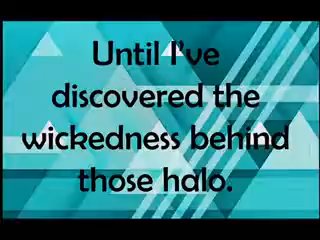 Until I've
discovered the
wickedness behind
those halo.